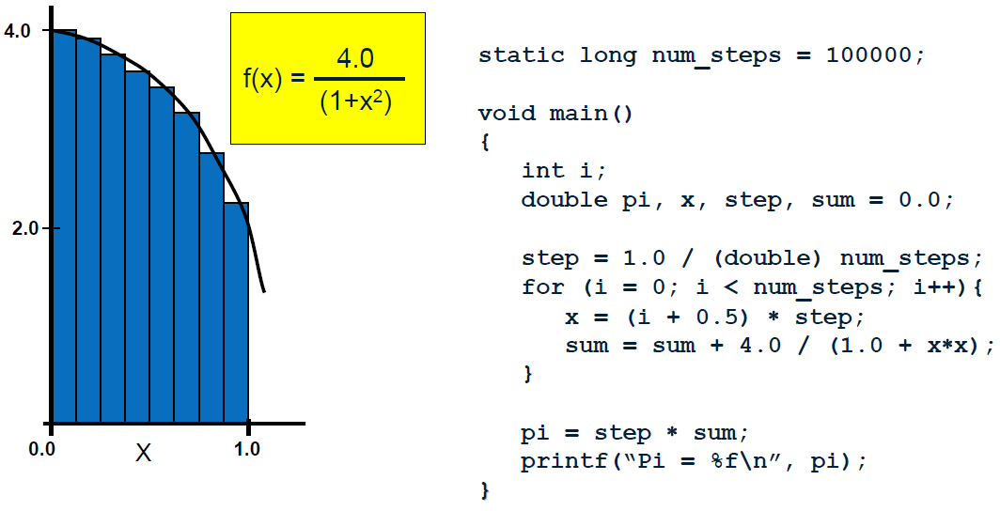 4.0
2.0
0.0
X
1.0
f(x) = 4.0
(1+x²)
static long num_steps = 100000;
void main()
{
   int i;
   double pi, x, step, sum = 0.0;
   step = 1.0 / (double) num_steps;
   for (i = 0; i < num_steps; i++){
      x = (i + 0.5) * step;
      sum = sum + 4.0 / (1.0 + x*x);
   }
   pi = step * sum;
   printf(“Pi = %f\n”, pi);
}